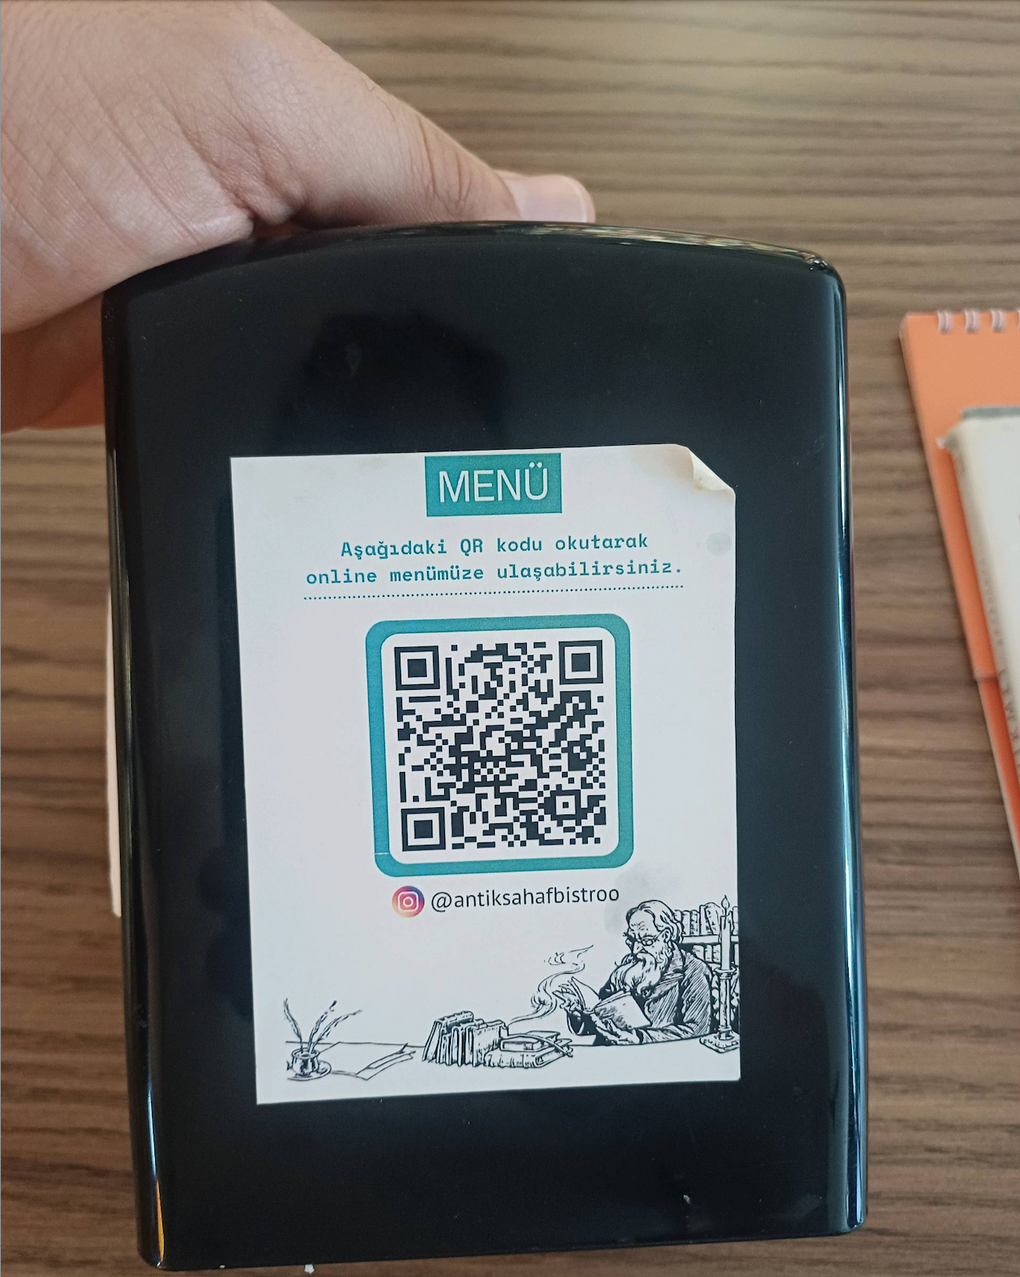 MENÜ
Aşağıdaki QR kodu okutarak
online menümüze ulaşabilirsiniz.
@antiksahafbistroo